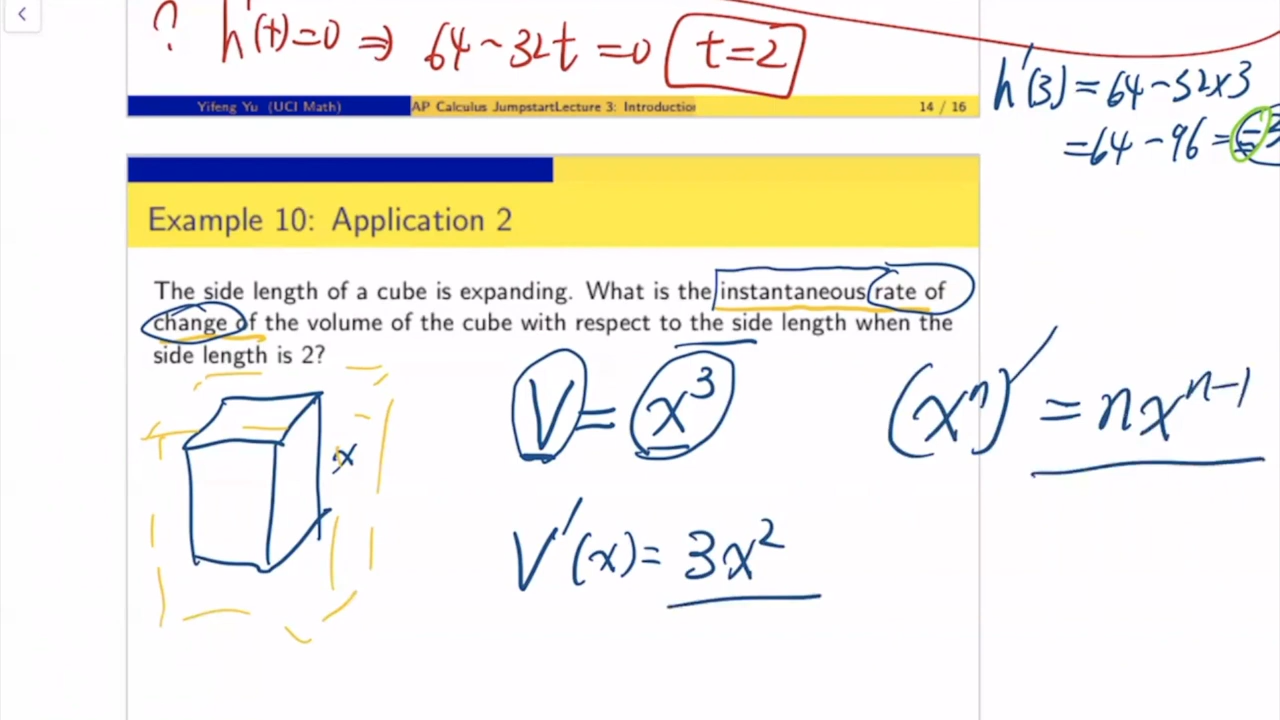 ? h'(t)=0 ⇒ 64-32t=0 t=2
h'(3)=64-32x3
=64-96=
Yifeng Yu (UCI Math) AP Calculus JumpstartLecture 3: Introduction 14 / 16
Example 10: Application 2
The side length of a cube is expanding. What is the instantaneous rate of
change of the volume of the cube with respect to the side length when the
side length is 2?
V = x³ (xⁿ)' = nxⁿ⁻¹
x
V'(x)= 3x²